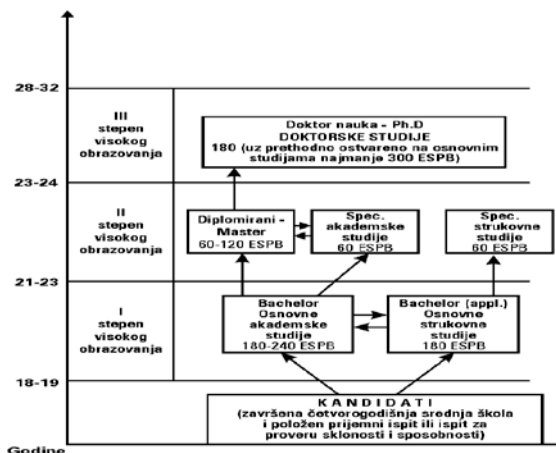 28-32
III
stepen
visokog
obrazovanja
Doktor nauka - Ph.D
DOKTORSKE STUDIJE
180 (uz prethodno ostvareno na osnovnim
studijama najmanje 300 ESPB)
23-24
II
stepen
visokog
obrazovanja
Diplomirani -
Master
60-120 ESPB
Spec.
akademske
studije
60 ESPB
Spec.
strukovne
studije
60 ESPB
21-23
I
stepen
visokog
obrazovanja
Bachelor
Osnovne
akademske
studije
180-240 ESPB
Bachelor (appl.)
Osnovne
strukovne
studije
180 ESPB
18-19
KANDIDATI
(završena četvorogodišnja srednja škola
i položen prijemni ispit ili ispit za
proveru sklonosti i sposobnosti)
Godine